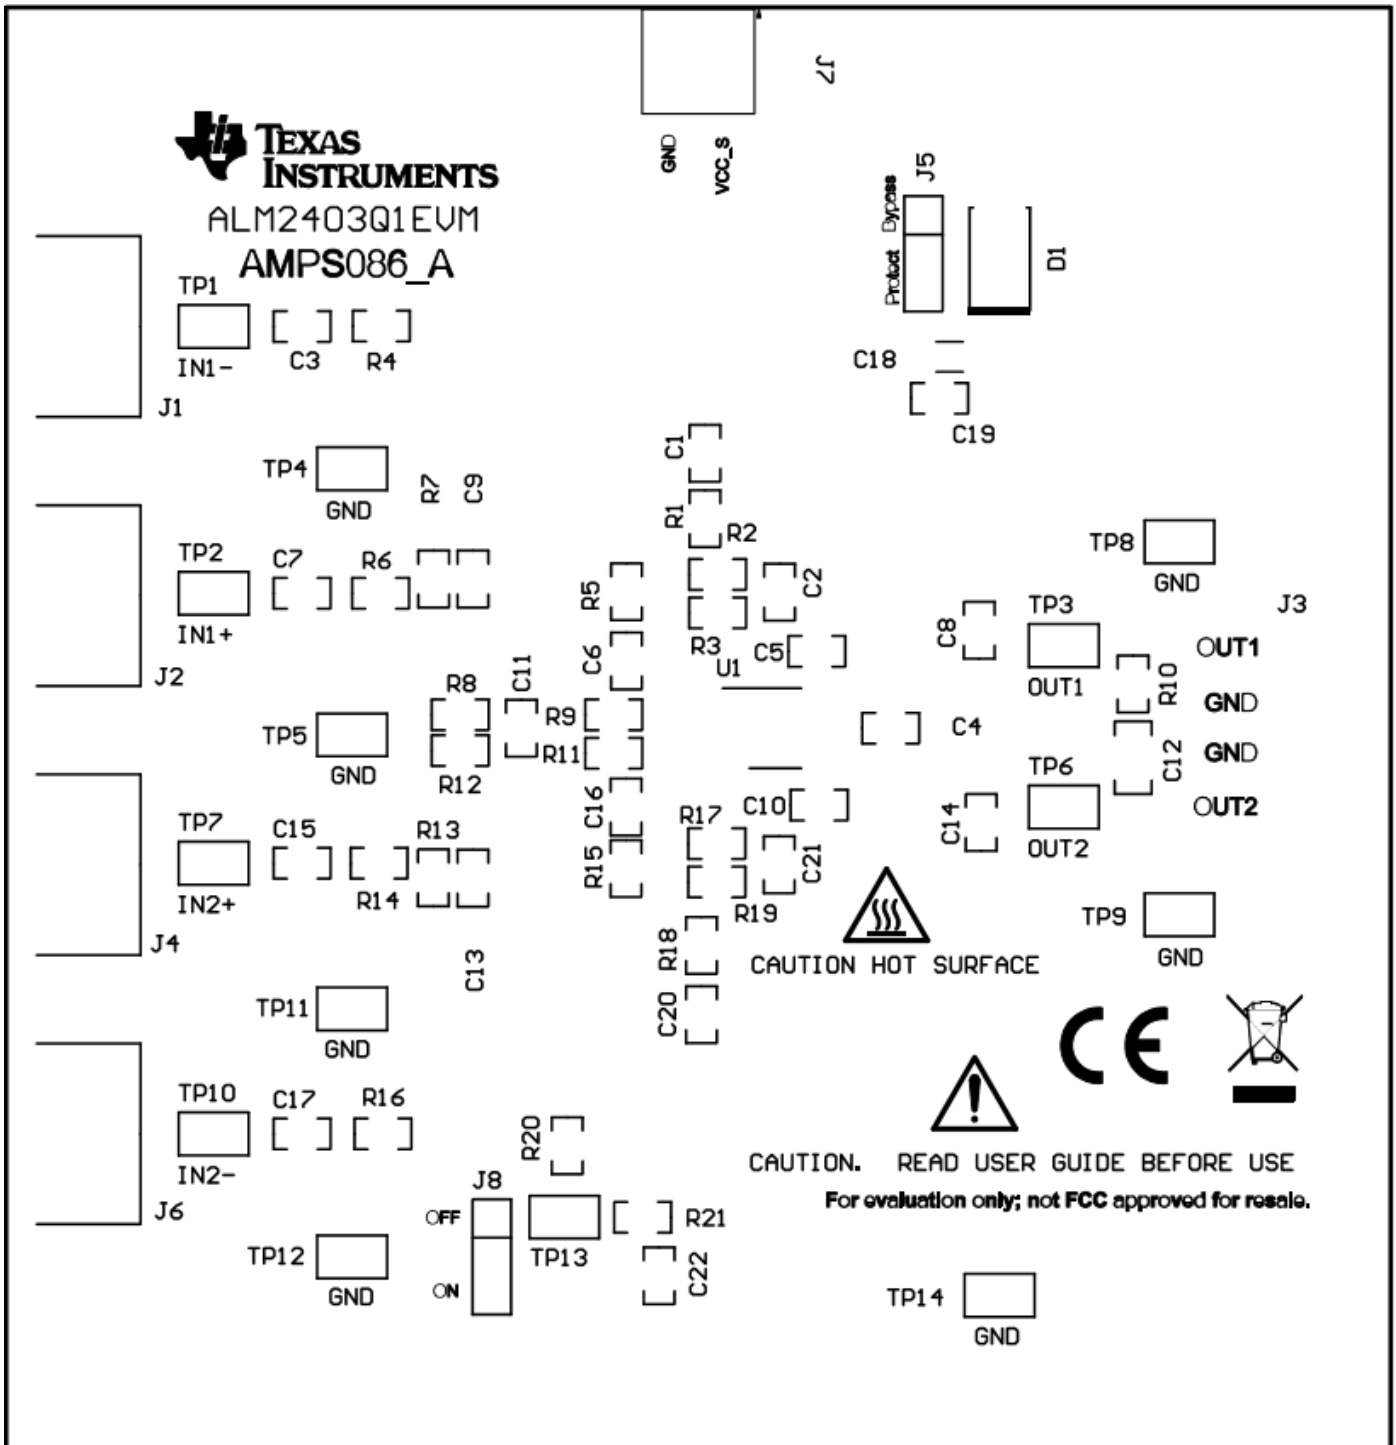 J7
GND
VCC_S
TEXAS
INSTRUMENTS
ALM2403Q1EVM
AMPS086_A
J5
Bypass
Protect
D1
TP1
IN1-
C3
R4
J1
C18
C19
TP4
GND
R7
C9
C1
R1
R2
TP2
IN1+
C7
R6
R5
R3
C2
J2
TP8
GND
J3
C8
TP3
OUT1
C6
C5
U1
OUT1
R10
GND
R8
C11
R9
C4
TP5
GND
R12
R11
GND
C12
TP6
OUT2
C16
C10
C14
OUT2
TP7
IN2+
C15
R13
R14
R15
R17
C21
R19
J4
TP9
GND
C13
R18
CAUTION HOT SURFACE
TP11
GND
C20
CE
TP10
IN2-
C17
R16
R20
CAUTION. READ USER GUIDE BEFORE USE
For evaluation only; not FCC approved for resale.
J6
J8
OFF
ON
TP13
R21
C22
TP12
GND
TP14
GND